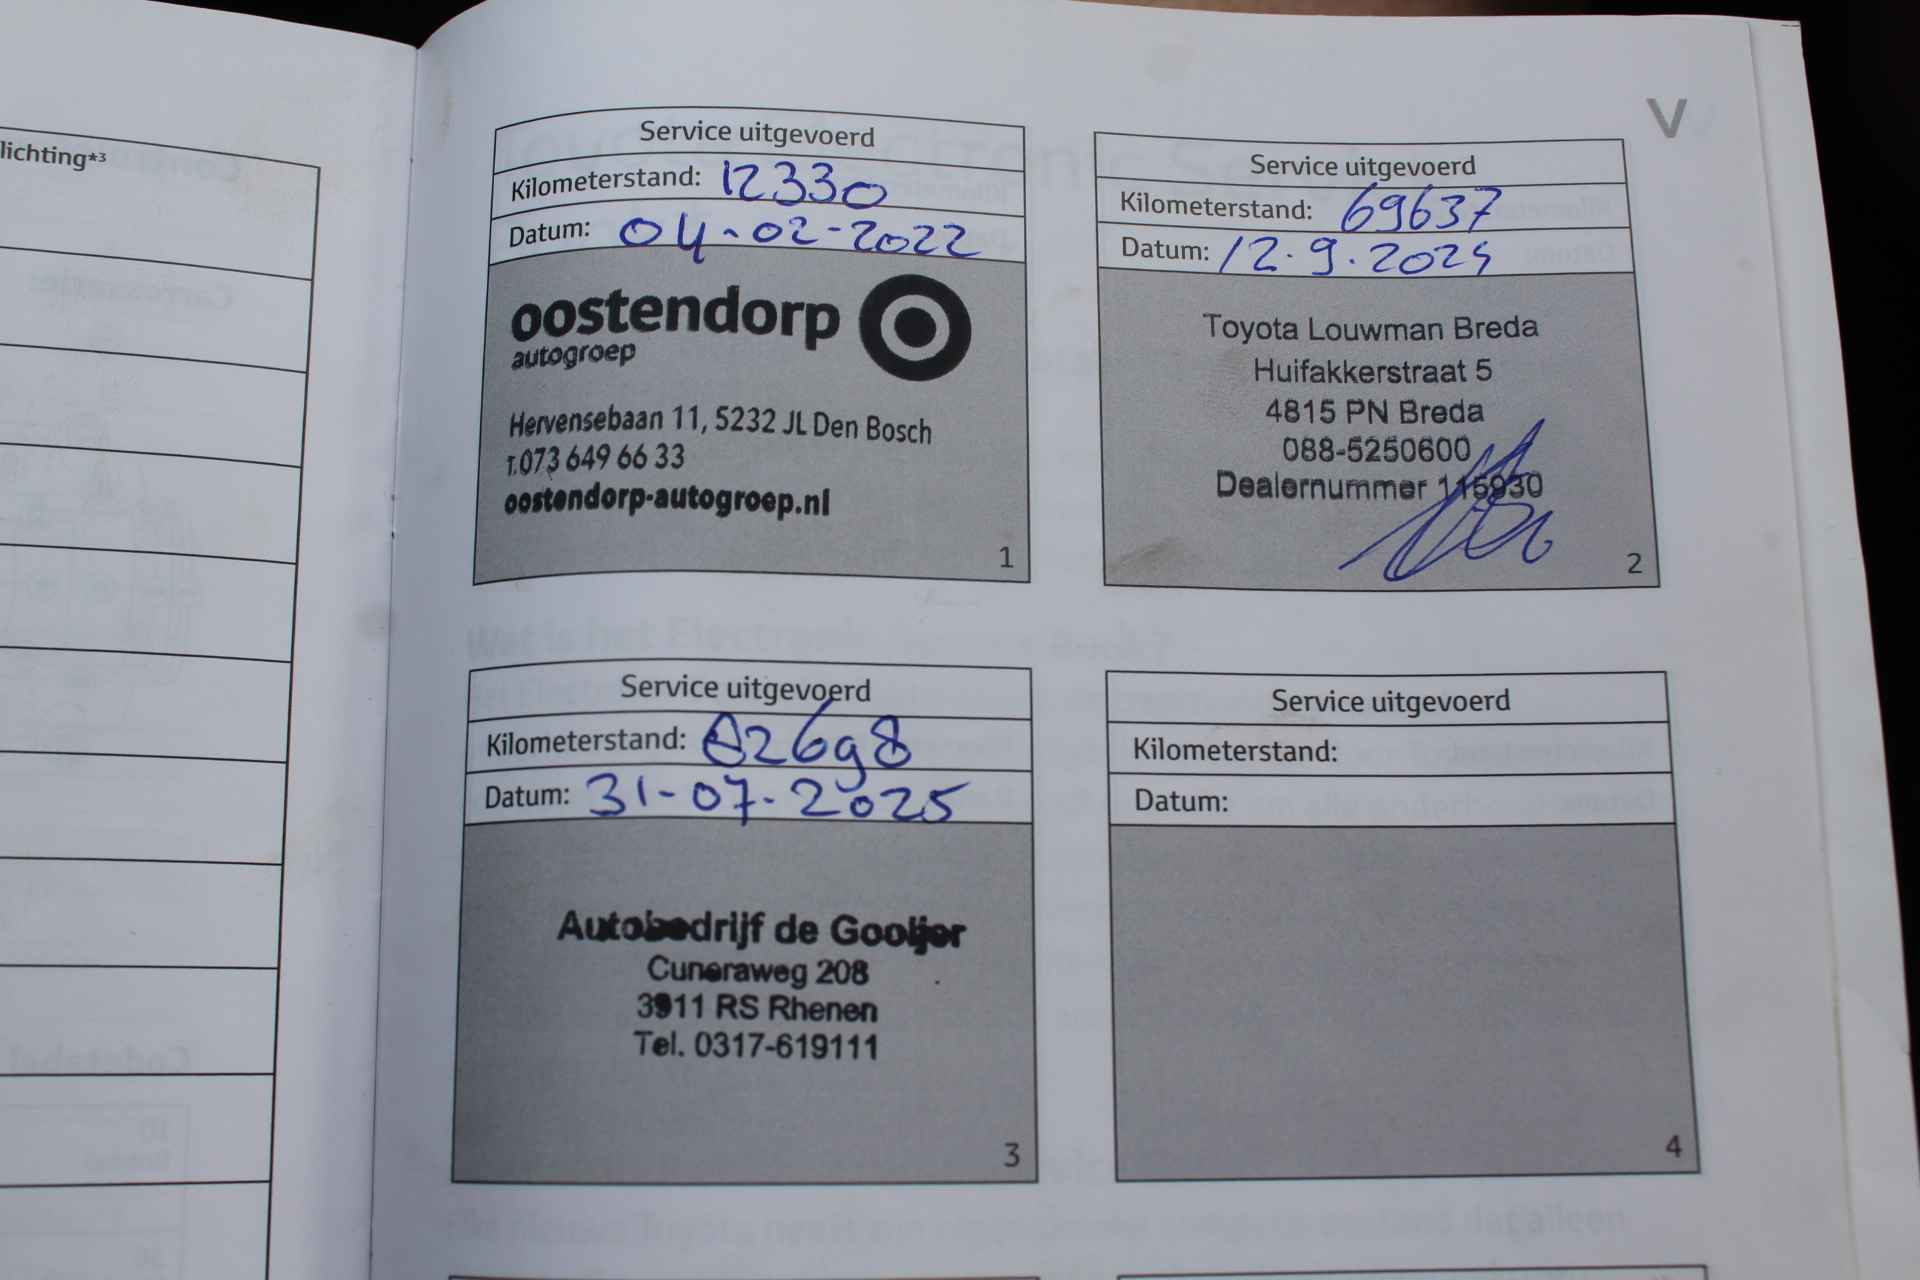 lichting*³
V
Service uitgevoerd
Kilometerstand: 12330
Datum: 04-02-2022
oostendorp
autogroep
Hervensebaan 11, 5232 JL Den Bosch
T.073 649 66 33
oostendorp-autogroep.nl
1
Service uitgevoerd
Kilometerstand: 69637
Datum: 12.9.2024
Toyota Louwman Breda
Huifakkerstraat 5
4815 PN Breda
088-5250600
Dealernummer 115930
2
Service uitgevoerd
Kilometerstand: 82698
Datum: 31-07-2025
Autobedrijf de Gooijer
Cuneraweg 208
3911 RS Rhenen
Tel. 0317-619111
3
Service uitgevoerd
Kilometerstand:
Datum:
4